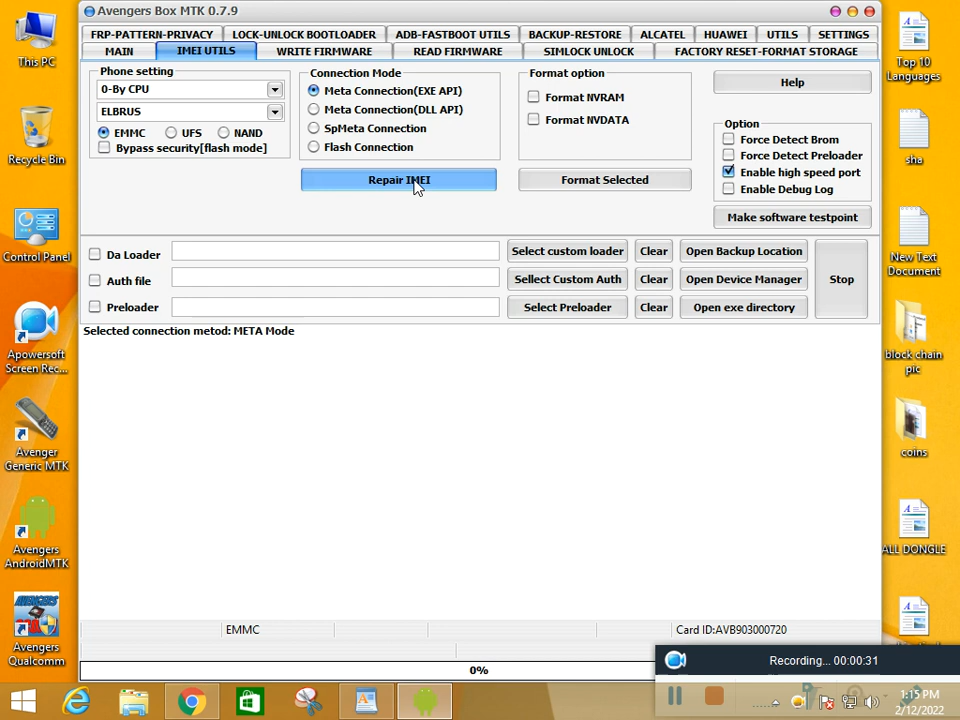 Avengers Box MTK 0.7.9
FRP-PATTERN-PRIVACY
LOCK-UNLOCK BOOTLOADER
ADB-FASTBOOT UTILS
BACKUP-RESTORE
ALCATEL
HUAWEI
UTILS
SETTINGS
MAIN
IMEI UTILS
WRITE FIRMWARE
READ FIRMWARE
SIMLOCK UNLOCK
FACTORY RESET-FORMAT STORAGE
Phone setting
0-By CPU
ELBRUS
EMMC
UFS
NAND
Bypass security[flash mode]
Connection Mode
Meta Connection(EXE API)
Meta Connection(DLL API)
SpMeta Connection
Flash Connection
Repair IMEI
Format option
Format NVRAM
Format NVDATA
Format Selected
Help
Option
Force Detect Brom
Force Detect Preloader
Enable high speed port
Enable Debug Log
Make software testpoint
Da Loader
Select custom loader
Clear
Open Backup Location
Auth file
Sellect Custom Auth
Clear
Open Device Manager
Preloader
Select Preloader
Clear
Open exe directory
Stop
Selected connection metod: META Mode
EMMC
Card ID:AVB903000720
0%
This PC
Recycle Bin
Control Panel
Apowersoft
Screen Rec...
Avenger
Generic MTK
Avengers
AndroidMTK
Avengers
Qualcomm
Top 10
Languages
sha
New Text
Document
block chain
pic
coins
ALL DONGLE
Recording... 00:00:31
1:15 PM
2/12/2022